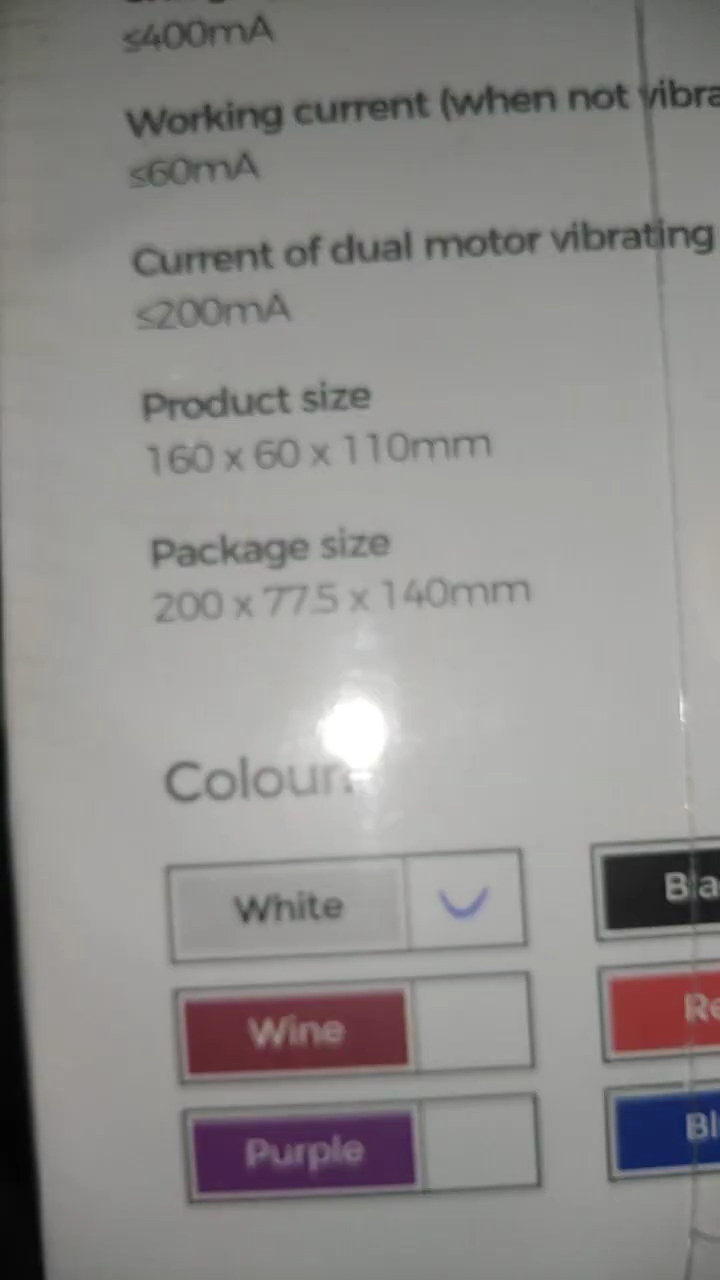 ≤400mA
Working current (when not
≤60mA
Current of dual motor vibrating
≤200mA
Product size
160 x 60 x 110mm
Package size
200 x 77.5 x 140mm
Colour
White
Wine
Purple